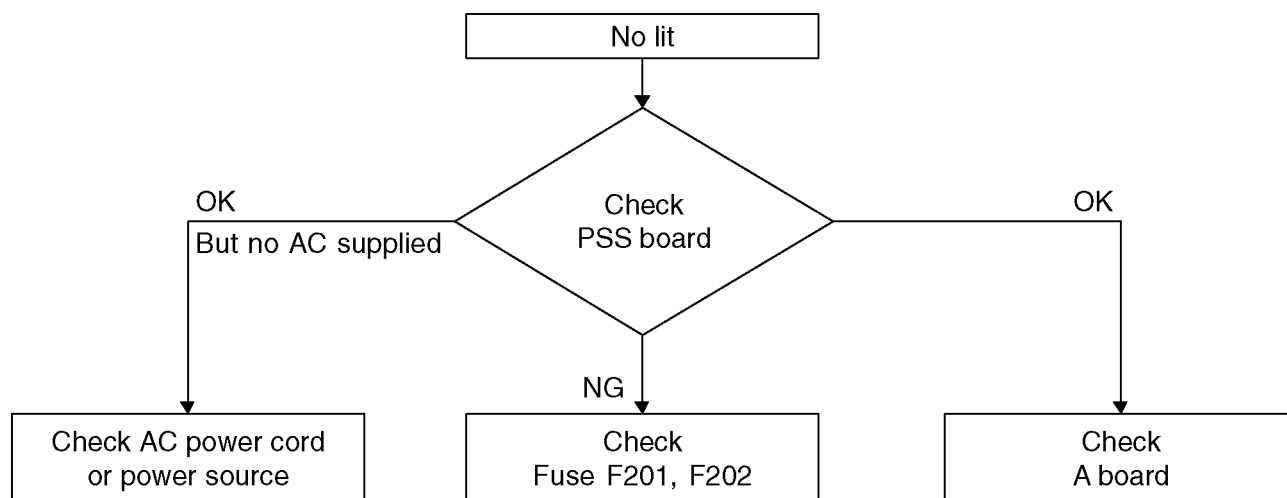 No lit
Check
PSS board
OK
But no AC supplied
OK
NG
Check AC power cord
or power source
Check
Fuse F201, F202
Check
A board